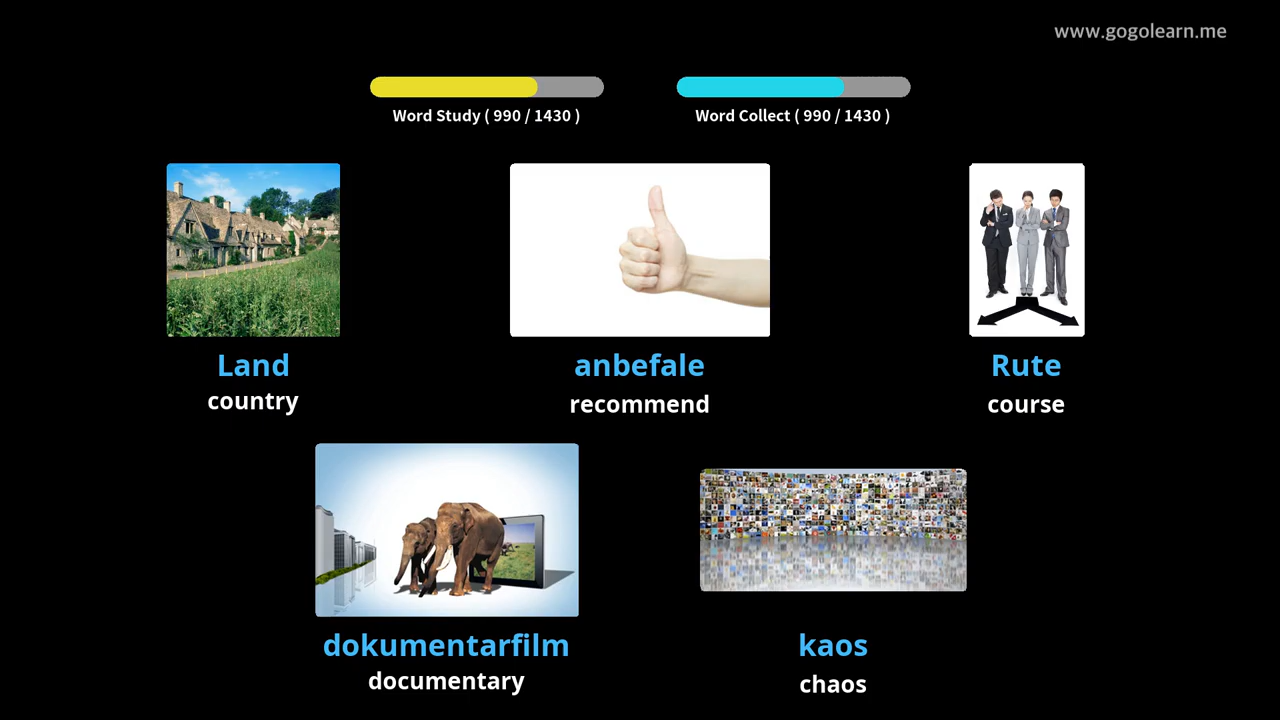 www.gogolearn.me
Word Study ( 990 / 1430 )
Word Collect ( 990 / 1430 )
Land
country
anbefale
recommend
Rute
course
dokumentarfilm
documentary
kaos
chaos